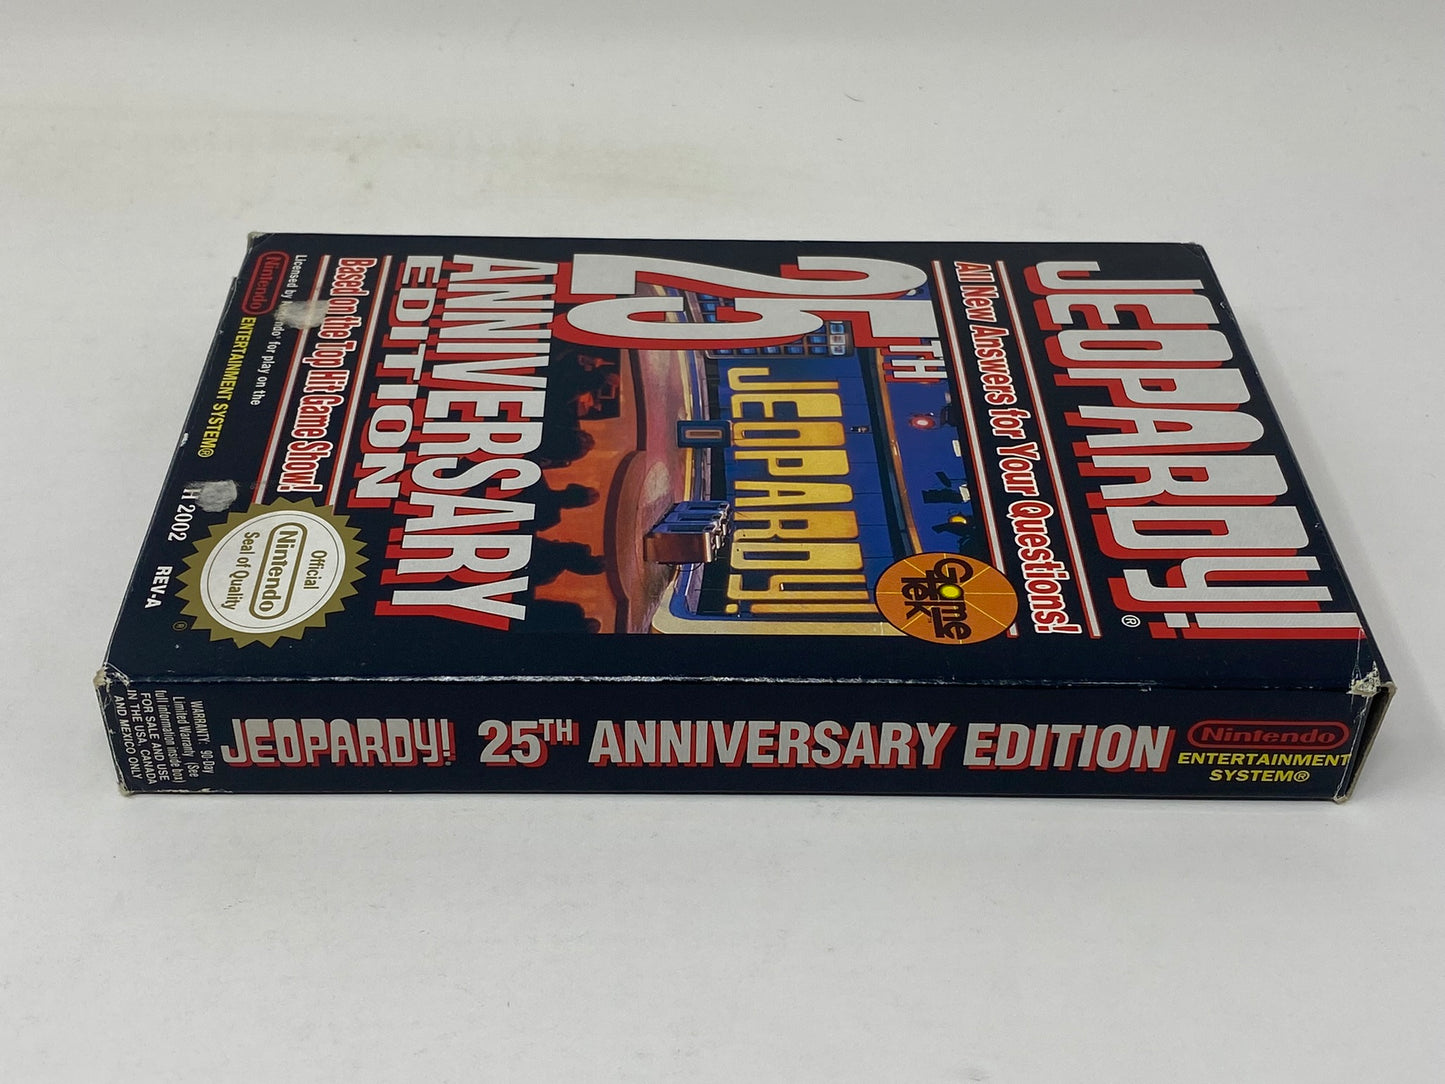 JEOPARDY!®
All New Answers for Your Questions!
25TH
ANNIVERSARY
EDITION
JEOPARDY!
Game
Tek
Based on the Top Hit Game Show!
Licensed by Nintendo® for play on the
Nintendo
ENTERTAINMENT SYSTEM®
H 2002
REV-A
Official
Nintendo
Seal of Quality
®
WARRANTY: 90-Day
Limited Warranty (See
full information inside box)
FOR SALE AND USE
IN THE USA, CANADA
AND MEXICO ONLY
JEOPARDY! 25TH ANNIVERSARY EDITION
Nintendo
ENTERTAINMENT
SYSTEM®